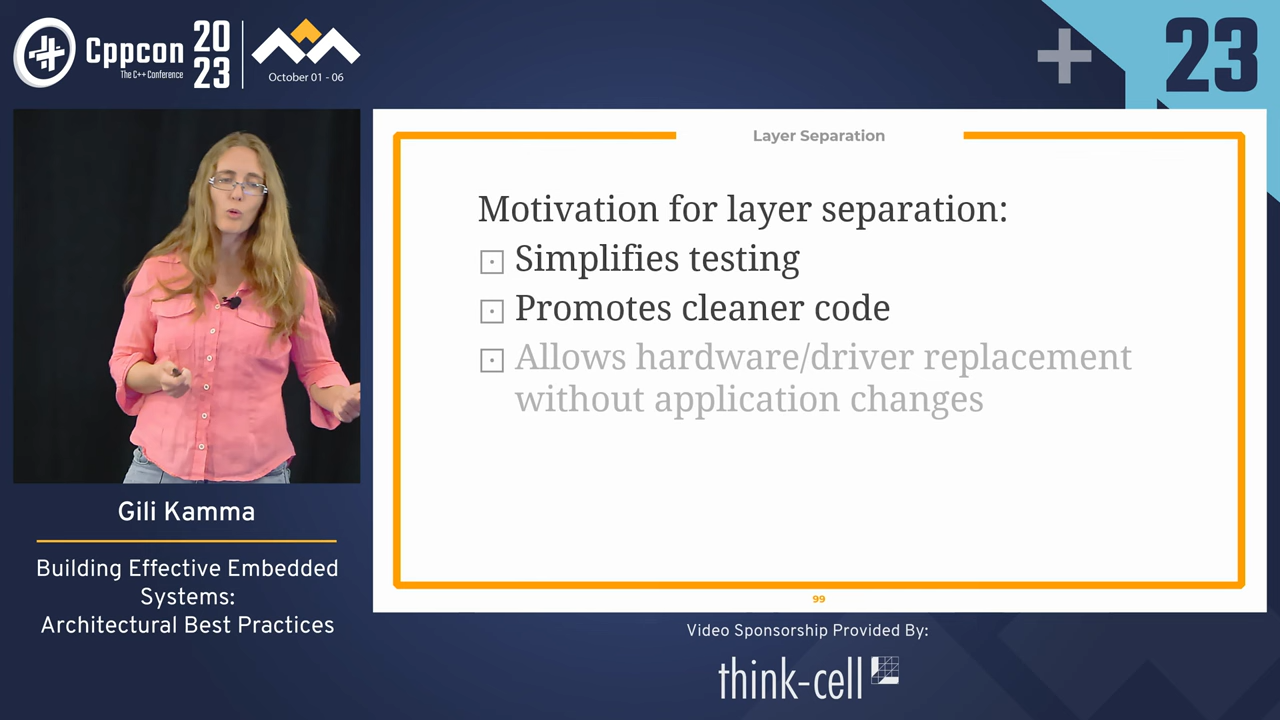 Cppcon
The C++ Conference
20
23
October 01 - 06
23
Layer Separation
Motivation for layer separation:
Simplifies testing
Promotes cleaner code
Allows hardware/driver replacement
without application changes
99
Gili Kamma
Building Effective Embedded
Systems:
Architectural Best Practices
Video Sponsorship Provided By:
think-cell